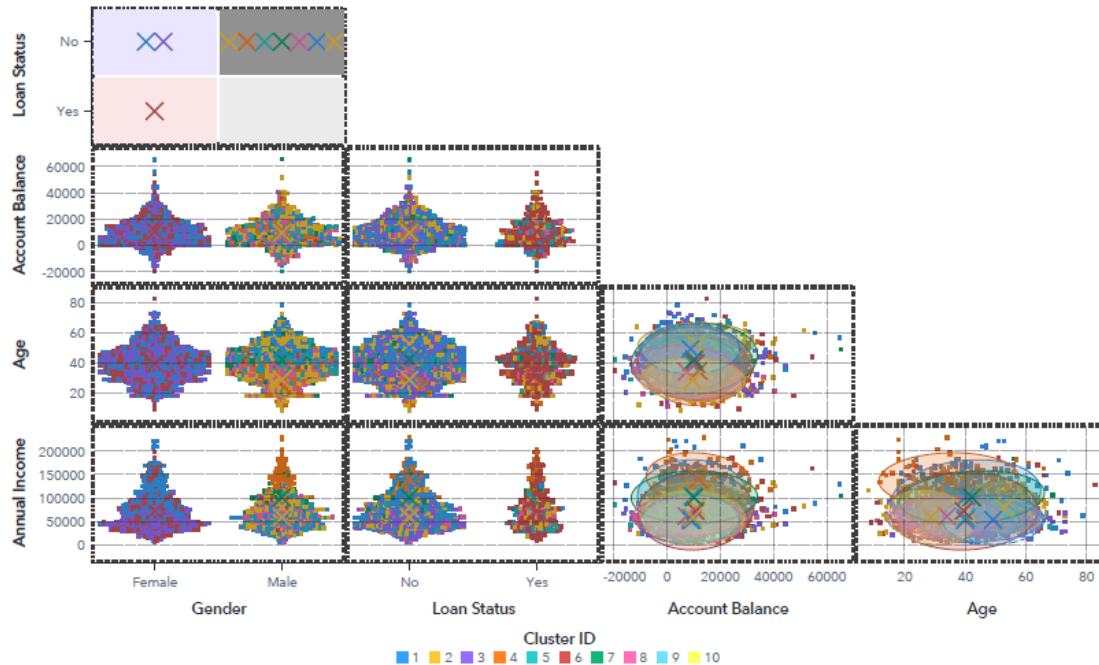 Loan Status
No
Yes
Account Balance
60000
40000
20000
0
-20000
Age
80
60
40
20
Annual Income
200000
150000
100000
50000
0
Female Male
No Yes
-20000 0 20000 40000 60000
20 40 60 80
Gender
Loan Status
Account Balance
Age
Cluster ID
1 2 3 4 5 6 7 8 9 10